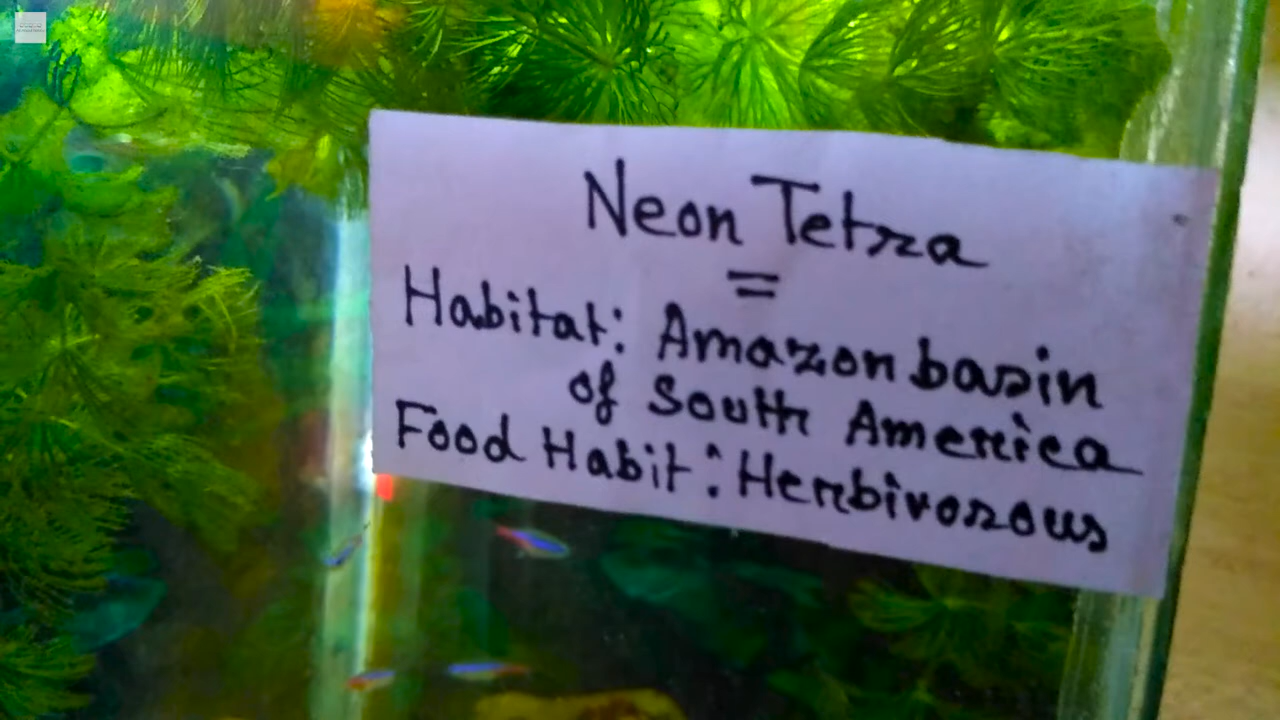 Neon Tetra
=
Habitat: Amazon basin
of South America
Food Habit: Herbivorous